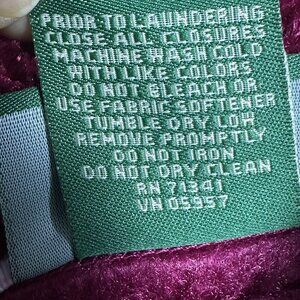 PRIOR TO LAUNDERING
CLOSE ALL CLOSURES
MACHINE WASH COLD
WITH LIKE COLORS
DO NOT BLEACH OR
USE FABRIC SOFTENER
TUMBLE DRY LOW
REMOVE PROMPTLY
DO NOT IRON
DO NOT DRY CLEAN
RN 71341
VN 05957